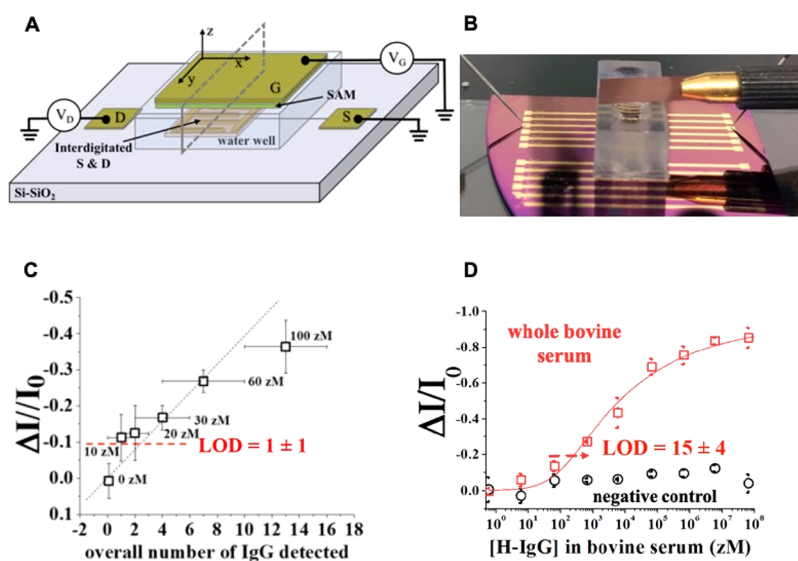 A
z
x
y
G
V_G
SAM
V_D
D
S
Interdigitated
S & D
water well
Si-SiO₂
B
C
-0.5
-0.4
-0.3
-0.2
-0.1
0.0
0.1
ΔI//I₀
100 zM
60 zM
30 zM
20 zM
10 zM
0 zM
LOD = 1 ± 1
0 2 4 6 8 10 12 14 16 18
overall number of IgG detected
D
-1.0
-0.8
-0.6
-0.4
-0.2
-0.0
ΔI/I₀
whole bovine
serum
LOD = 15 ± 4
negative control
10⁰ 10¹ 10² 10³ 10⁴ 10⁵ 10⁶ 10⁷ 10⁸
[H-IgG] in bovine serum (zM)